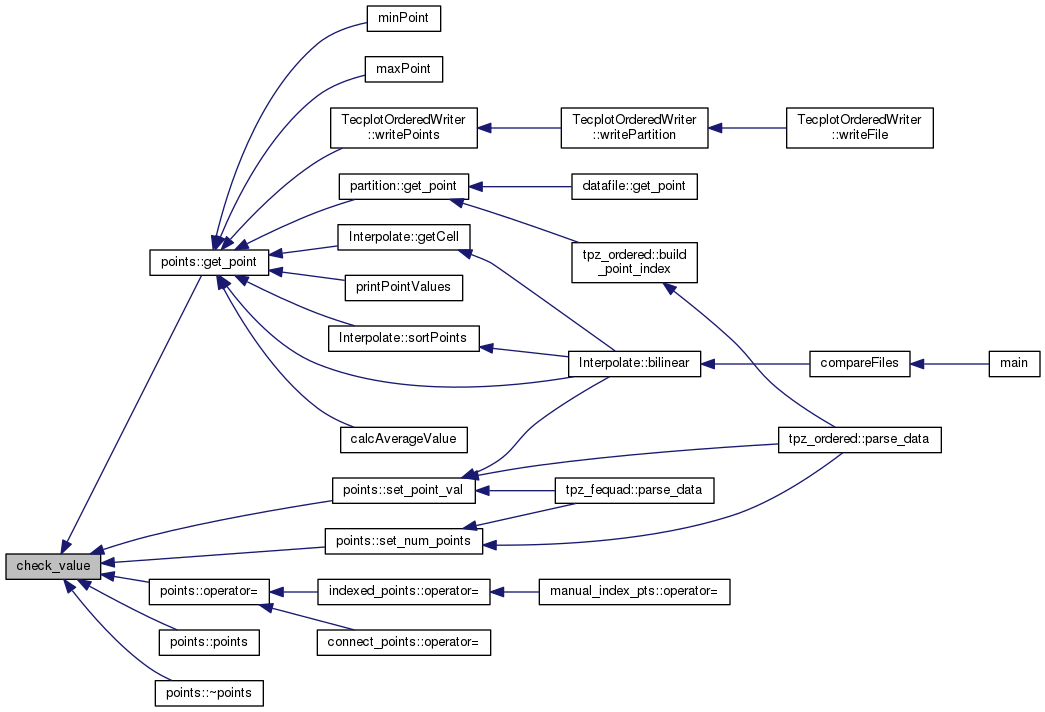 minPoint
maxPoint
TecplotOrderedWriter
::writePoints
TecplotOrderedWriter
::writePartition
TecplotOrderedWriter
::writeFile
partition::get_point
datafile::get_point
Interpolate::getCell
tpz_ordered::build
_point_index
points::get_point
printPointValues
Interpolate::sortPoints
Interpolate::bilinear
compareFiles
main
calcAverageValue
tpz_ordered::parse_data
points::set_point_val
tpz_fequad::parse_data
points::set_num_points
check_value
points::operator=
indexed_points::operator=
manual_index_pts::operator=
points::points
connect_points::operator=
points::~points